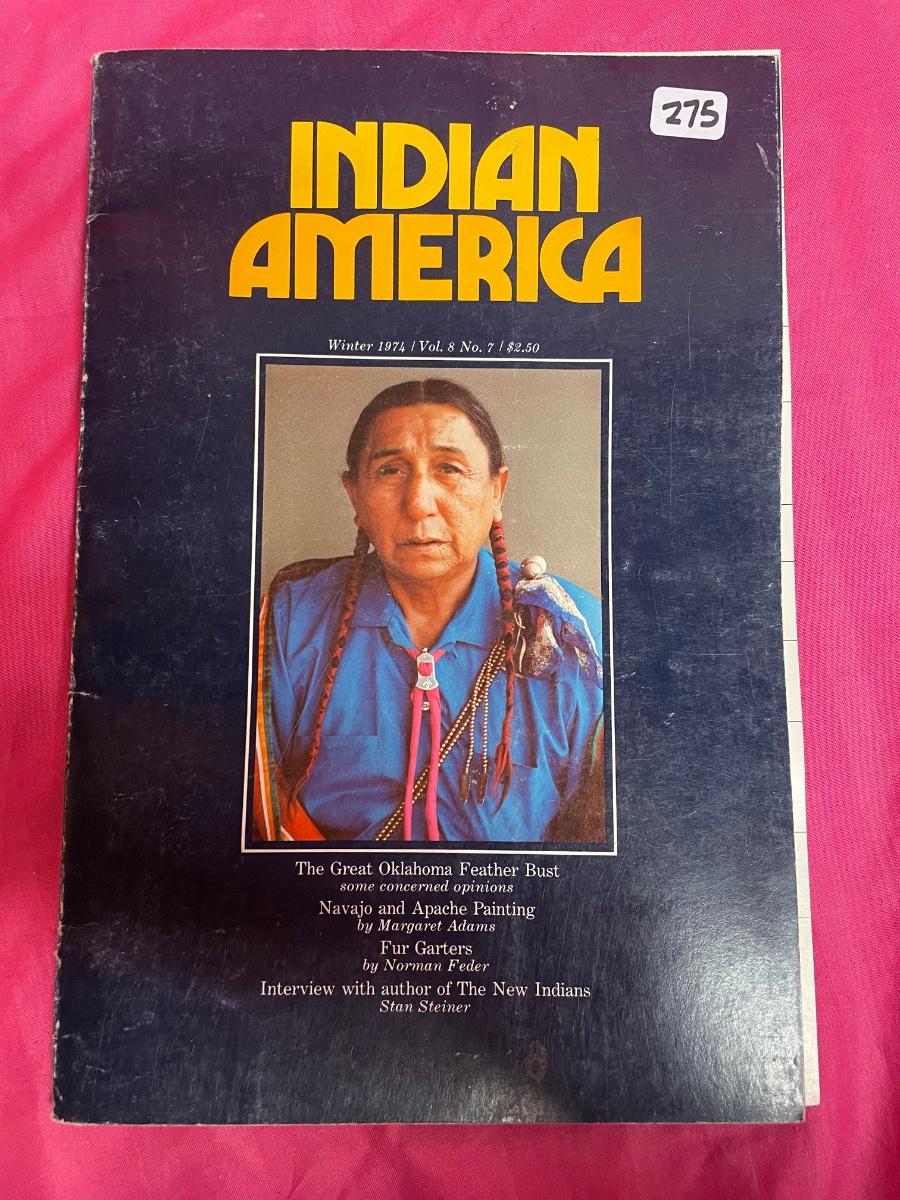 275
INDIAN
AMERICA
Winter 1974 / Vol. 8 No. 7 / $2.50
The Great Oklahoma Feather Bust
some concerned opinions
Navajo and Apache Painting
by Margaret Adams
Fur Garters
by Norman Feder
Interview with author of The New Indians
Stan Steiner